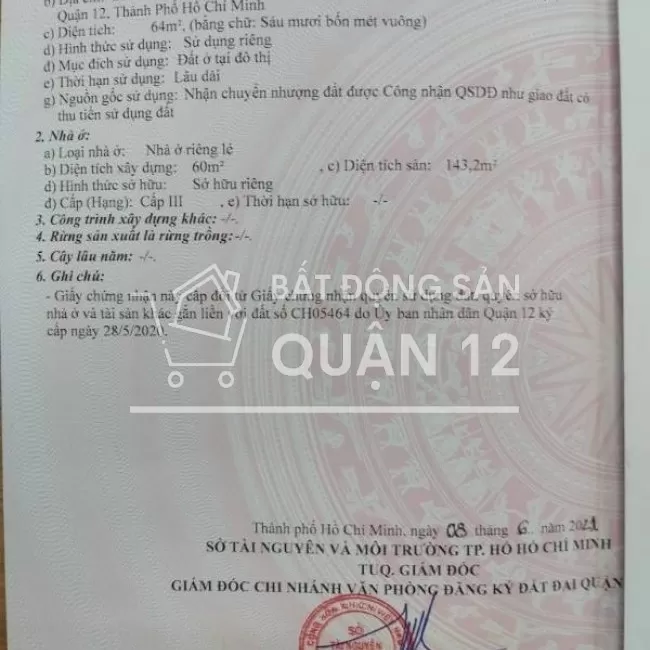 Quận 12, Thành Phố Hồ Chí Minh
c) Diện tích: 64m², (bằng chữ: Sáu mươi bốn mét vuông)
d) Hình thức sử dụng: Sử dụng riêng
đ) Mục đích sử dụng: Đất ở tại đô thị
e) Thời hạn sử dụng: Lâu dài
g) Nguồn gốc sử dụng: Nhận chuyển nhượng đất được Công nhận QSDĐ như giao đất có
thu tiền sử dụng đất
2. Nhà ở:
a) Loại nhà ở: Nhà ở riêng lẻ
b) Diện tích xây dựng: 60m² , c) Diện tích sàn: 143,2m²
d) Hình thức sở hữu: Sở hữu riêng
đ) Cấp (Hạng): Cấp III , e) Thời hạn sở hữu: -/-
3. Công trình xây dựng khác: -/-.
4. Rừng sản xuất là rừng trồng:-/-.
5. Cây lâu năm: -/-.
6. Ghi chú:
- Giấy chứng nhận này cấp đổi từ Giấy chứng nhận quyền sử dụng đất, quyền sở hữu
nhà ở và tài sản khác gắn liền với đất số CH05464 do Ủy ban nhân dân Quận 12 ký
cấp ngày 28/5/2020.
BẤT ĐỘNG SẢN
QUẬN 12
Thành phố Hồ Chí Minh, ngày 08 tháng 6 năm 2021
SỞ TÀI NGUYÊN VÀ MÔI TRƯỜNG TP. HỒ CHÍ MINH
TUQ. GIÁM ĐỐC
GIÁM ĐỐC CHI NHÁNH VĂN PHÒNG ĐĂNG KÝ ĐẤT ĐAI QUẬN
SỞ
TÀI NGUYÊN